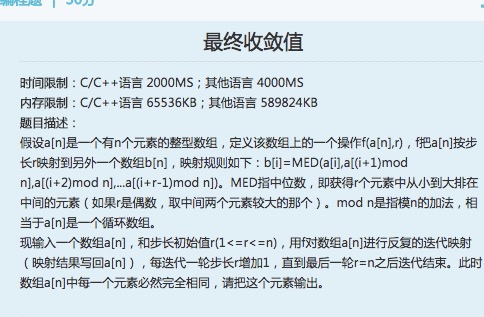 编程题 | 30分
最终收敛值
时间限制：C/C++语言 2000MS；其他语言 4000MS
内存限制：C/C++语言 65536KB；其他语言 589824KB
题目描述：
假设a[n]是一个有n个元素的整型数组，定义该数组上的一个操作f(a[n],r)，f把a[n]按步
长r映射到另外一个数组b[n]，映射规则如下：b[i]=MED(a[i],a[(i+1)mod
n],a[(i+2)mod n],...a[(i+r-1)mod n])。MED指中位数，即获得r个元素中从小到大排在
中间的元素（如果r是偶数，取中间两个元素较大的那个）。mod n是指模n的加法，相
当于a[n]是一个循环数组。
现输入一个数组a[n]，和步长初始值r(1<=r<=n)，用f对数组a[n]进行反复的迭代映射
（映射结果写回a[n]），每迭代一轮步长r增加1，直到最后一轮r=n之后迭代结束。此时
数组a[n]中每一个元素必然完全相同，请把这个元素输出。